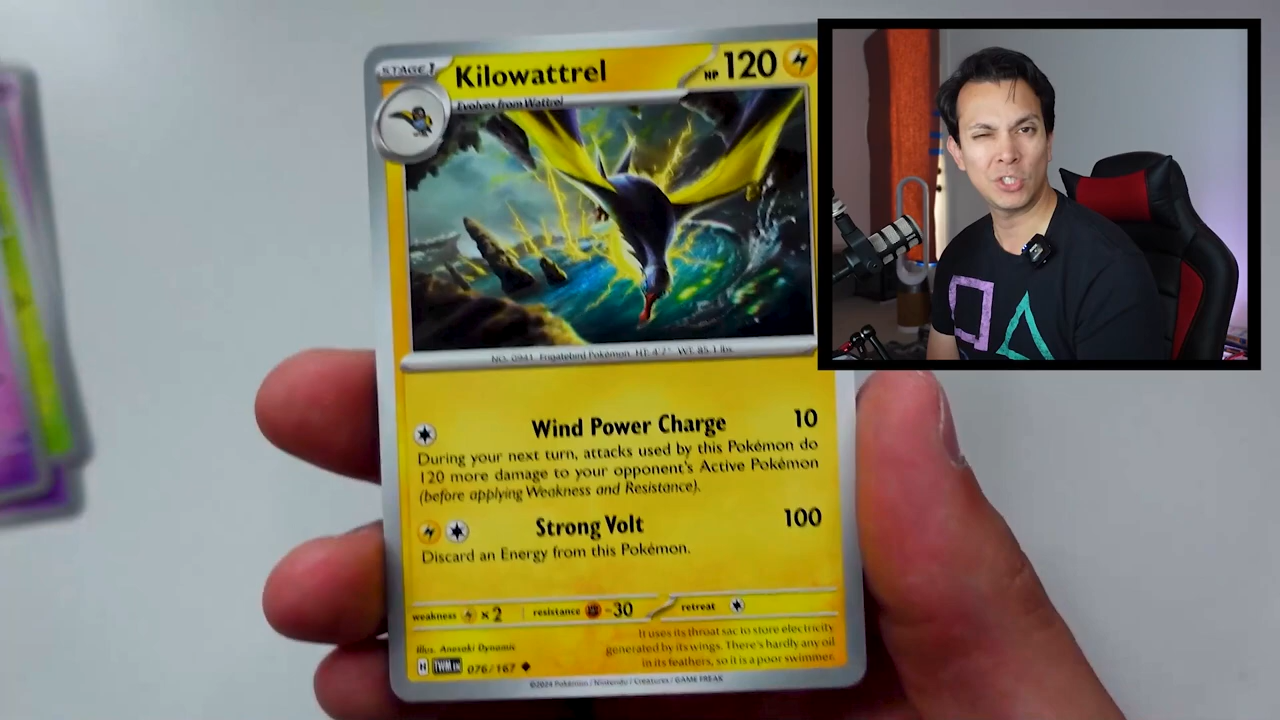 STAGE 1
Kilowattrel
HP 120
Evolves from Wattrel
NO. 0941 Frigatebird Pokémon HT: 4'7" WT: 85.1 lbs.
Wind Power Charge 10
During your next turn, attacks used by this Pokémon do
120 more damage to your opponent's Active Pokémon
(before applying Weakness and Resistance).
Strong Volt 100
Discard an Energy from this Pokémon.
weakness ×2 resistance -30 retreat
Illus. Anesaki Dynamic
It uses its throat sac to store electricity
generated by its wings. There's hardly any oil
in its feathers, so it is a poor swimmer.
H TWM EN 076/167
©2024 Pokémon / Nintendo / Creatures / GAME FREAK